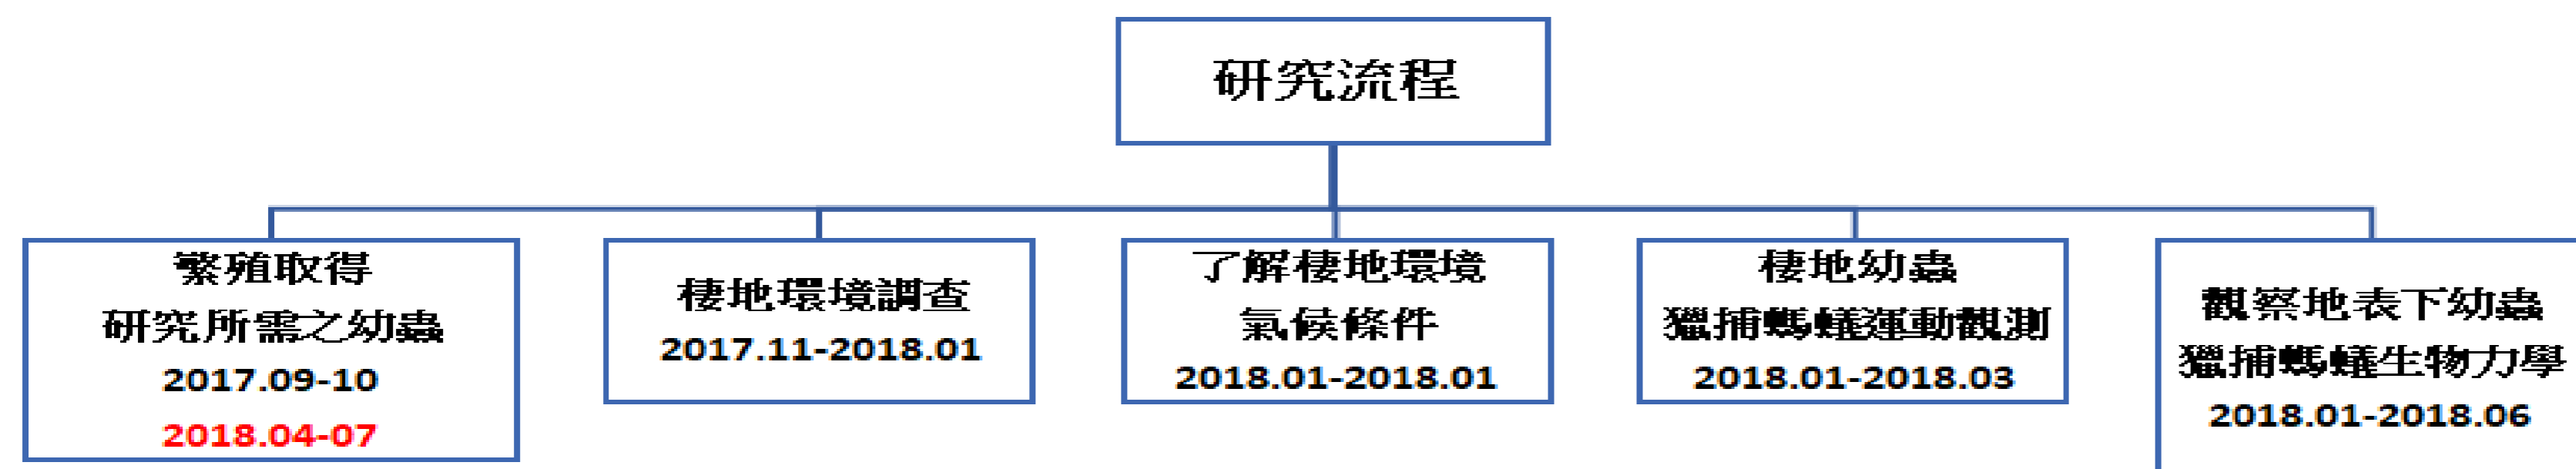 研究流程
繁殖取得
研究所需之幼蟲
2017.09-10
2018.04-07
棲地環境調查
2017.11-2018.01
了解棲地環境
氣候條件
2018.01-2018.01
棲地幼蟲
獵捕螞蟻運動觀測
2018.01-2018.03
觀察地表下幼蟲
獵捕螞蟻生物力學
2018.01-2018.06